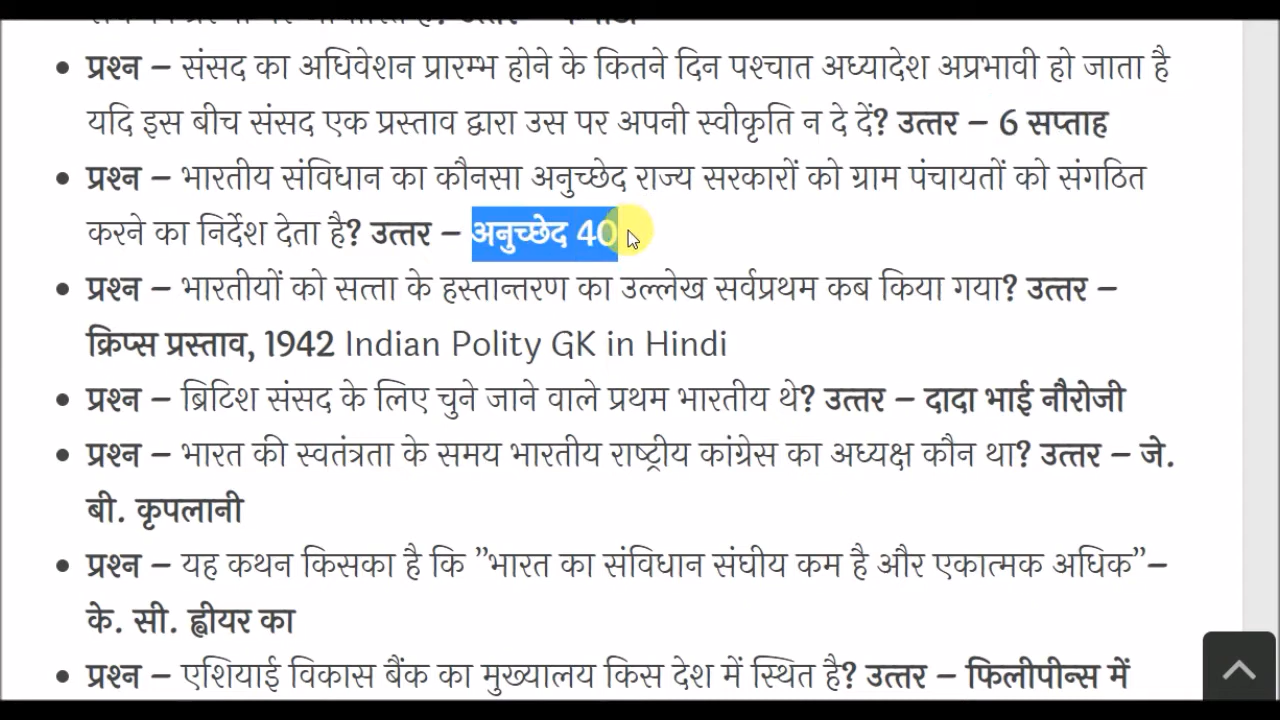 प्रश्न – संसद का अधिवेशन प्रारम्भ होने के कितने दिन पश्चात अध्यादेश अप्रभावी हो जाता है
यदि इस बीच संसद एक प्रस्ताव द्वारा उस पर अपनी स्वीकृति न दे दें? उत्तर – 6 सप्ताह
प्रश्न – भारतीय संविधान का कौनसा अनुच्छेद राज्य सरकारों को ग्राम पंचायतों को संगठित
करने का निर्देश देता है? उत्तर – अनुच्छेद 40
प्रश्न – भारतीयों को सत्ता के हस्तान्तरण का उल्लेख सर्वप्रथम कब किया गया? उत्तर –
क्रिप्स प्रस्ताव, 1942 Indian Polity GK in Hindi
प्रश्न – ब्रिटिश संसद के लिए चुने जाने वाले प्रथम भारतीय थे? उत्तर – दादा भाई नौरोजी
प्रश्न – भारत की स्वतंत्रता के समय भारतीय राष्ट्रीय कांग्रेस का अध्यक्ष कौन था? उत्तर – जे.
बी. कृपलानी
प्रश्न – यह कथन किसका है कि ”भारत का संविधान संघीय कम है और एकात्मक अधिक”–
के. सी. ह्वीयर का
प्रश्न – एशियाई विकास बैंक का मुख्यालय किस देश में स्थित है? उत्तर – फिलीपीन्स में